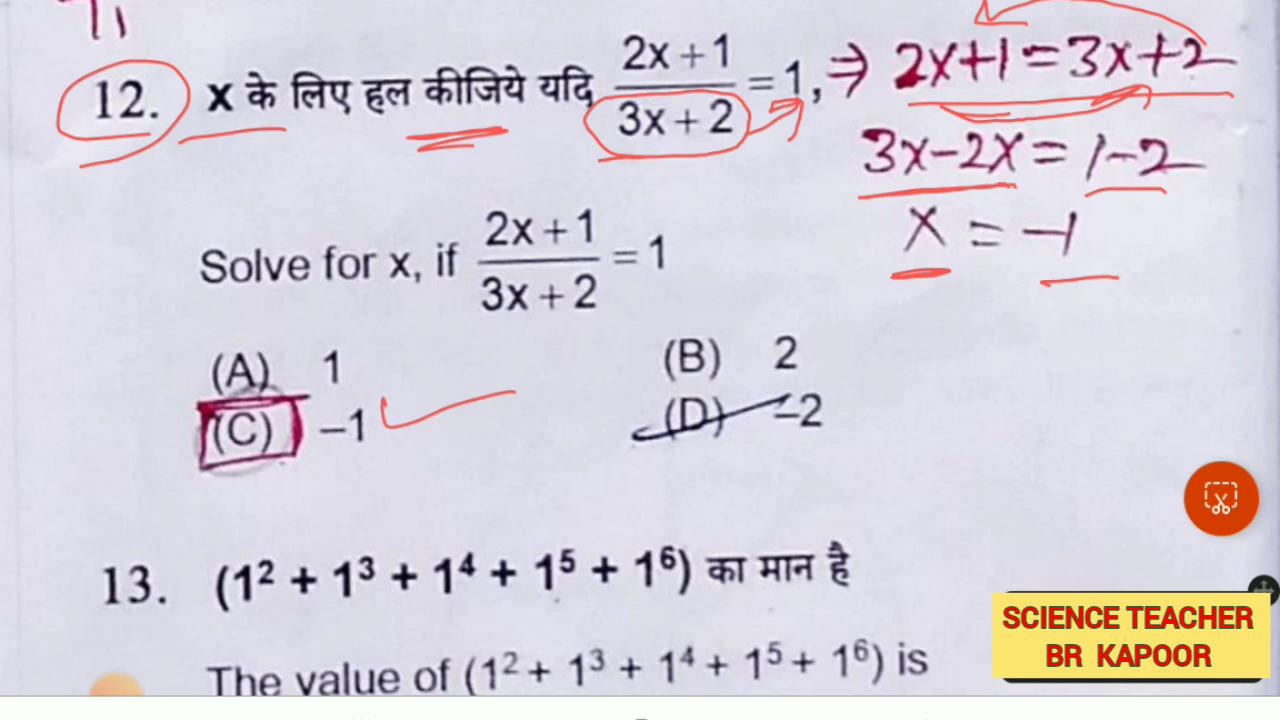 12. x के लिए हल कीजिये यदि (2x + 1)/(3x + 2) = 1, ⇒ 2x+1=3x+2
3x-2x = 1-2
x = -1
Solve for x, if (2x + 1)/(3x + 2) = 1
(A) 1 (B) 2
(C) –1 (D) –2
13. (1² + 1³ + 1⁴ + 1⁵ + 1⁶) का मान है
The value of (1² + 1³ + 1⁴ + 1⁵ + 1⁶) is
SCIENCE TEACHER
BR KAPOOR